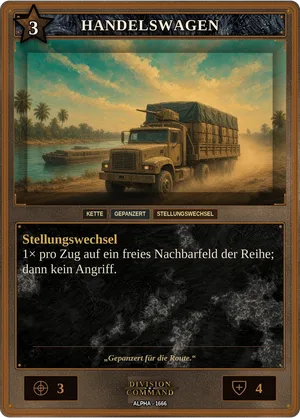 3
HANDELSWAGEN
KETTE GEPANZERT STELLUNGSWECHSEL
Stellungswechsel
1× pro Zug auf ein freies Nachbarfeld der Reihe;
dann kein Angriff.
„Gepanzert für die Route.“
3
DIVISION
COMMAND
ALPHA - 1666
4